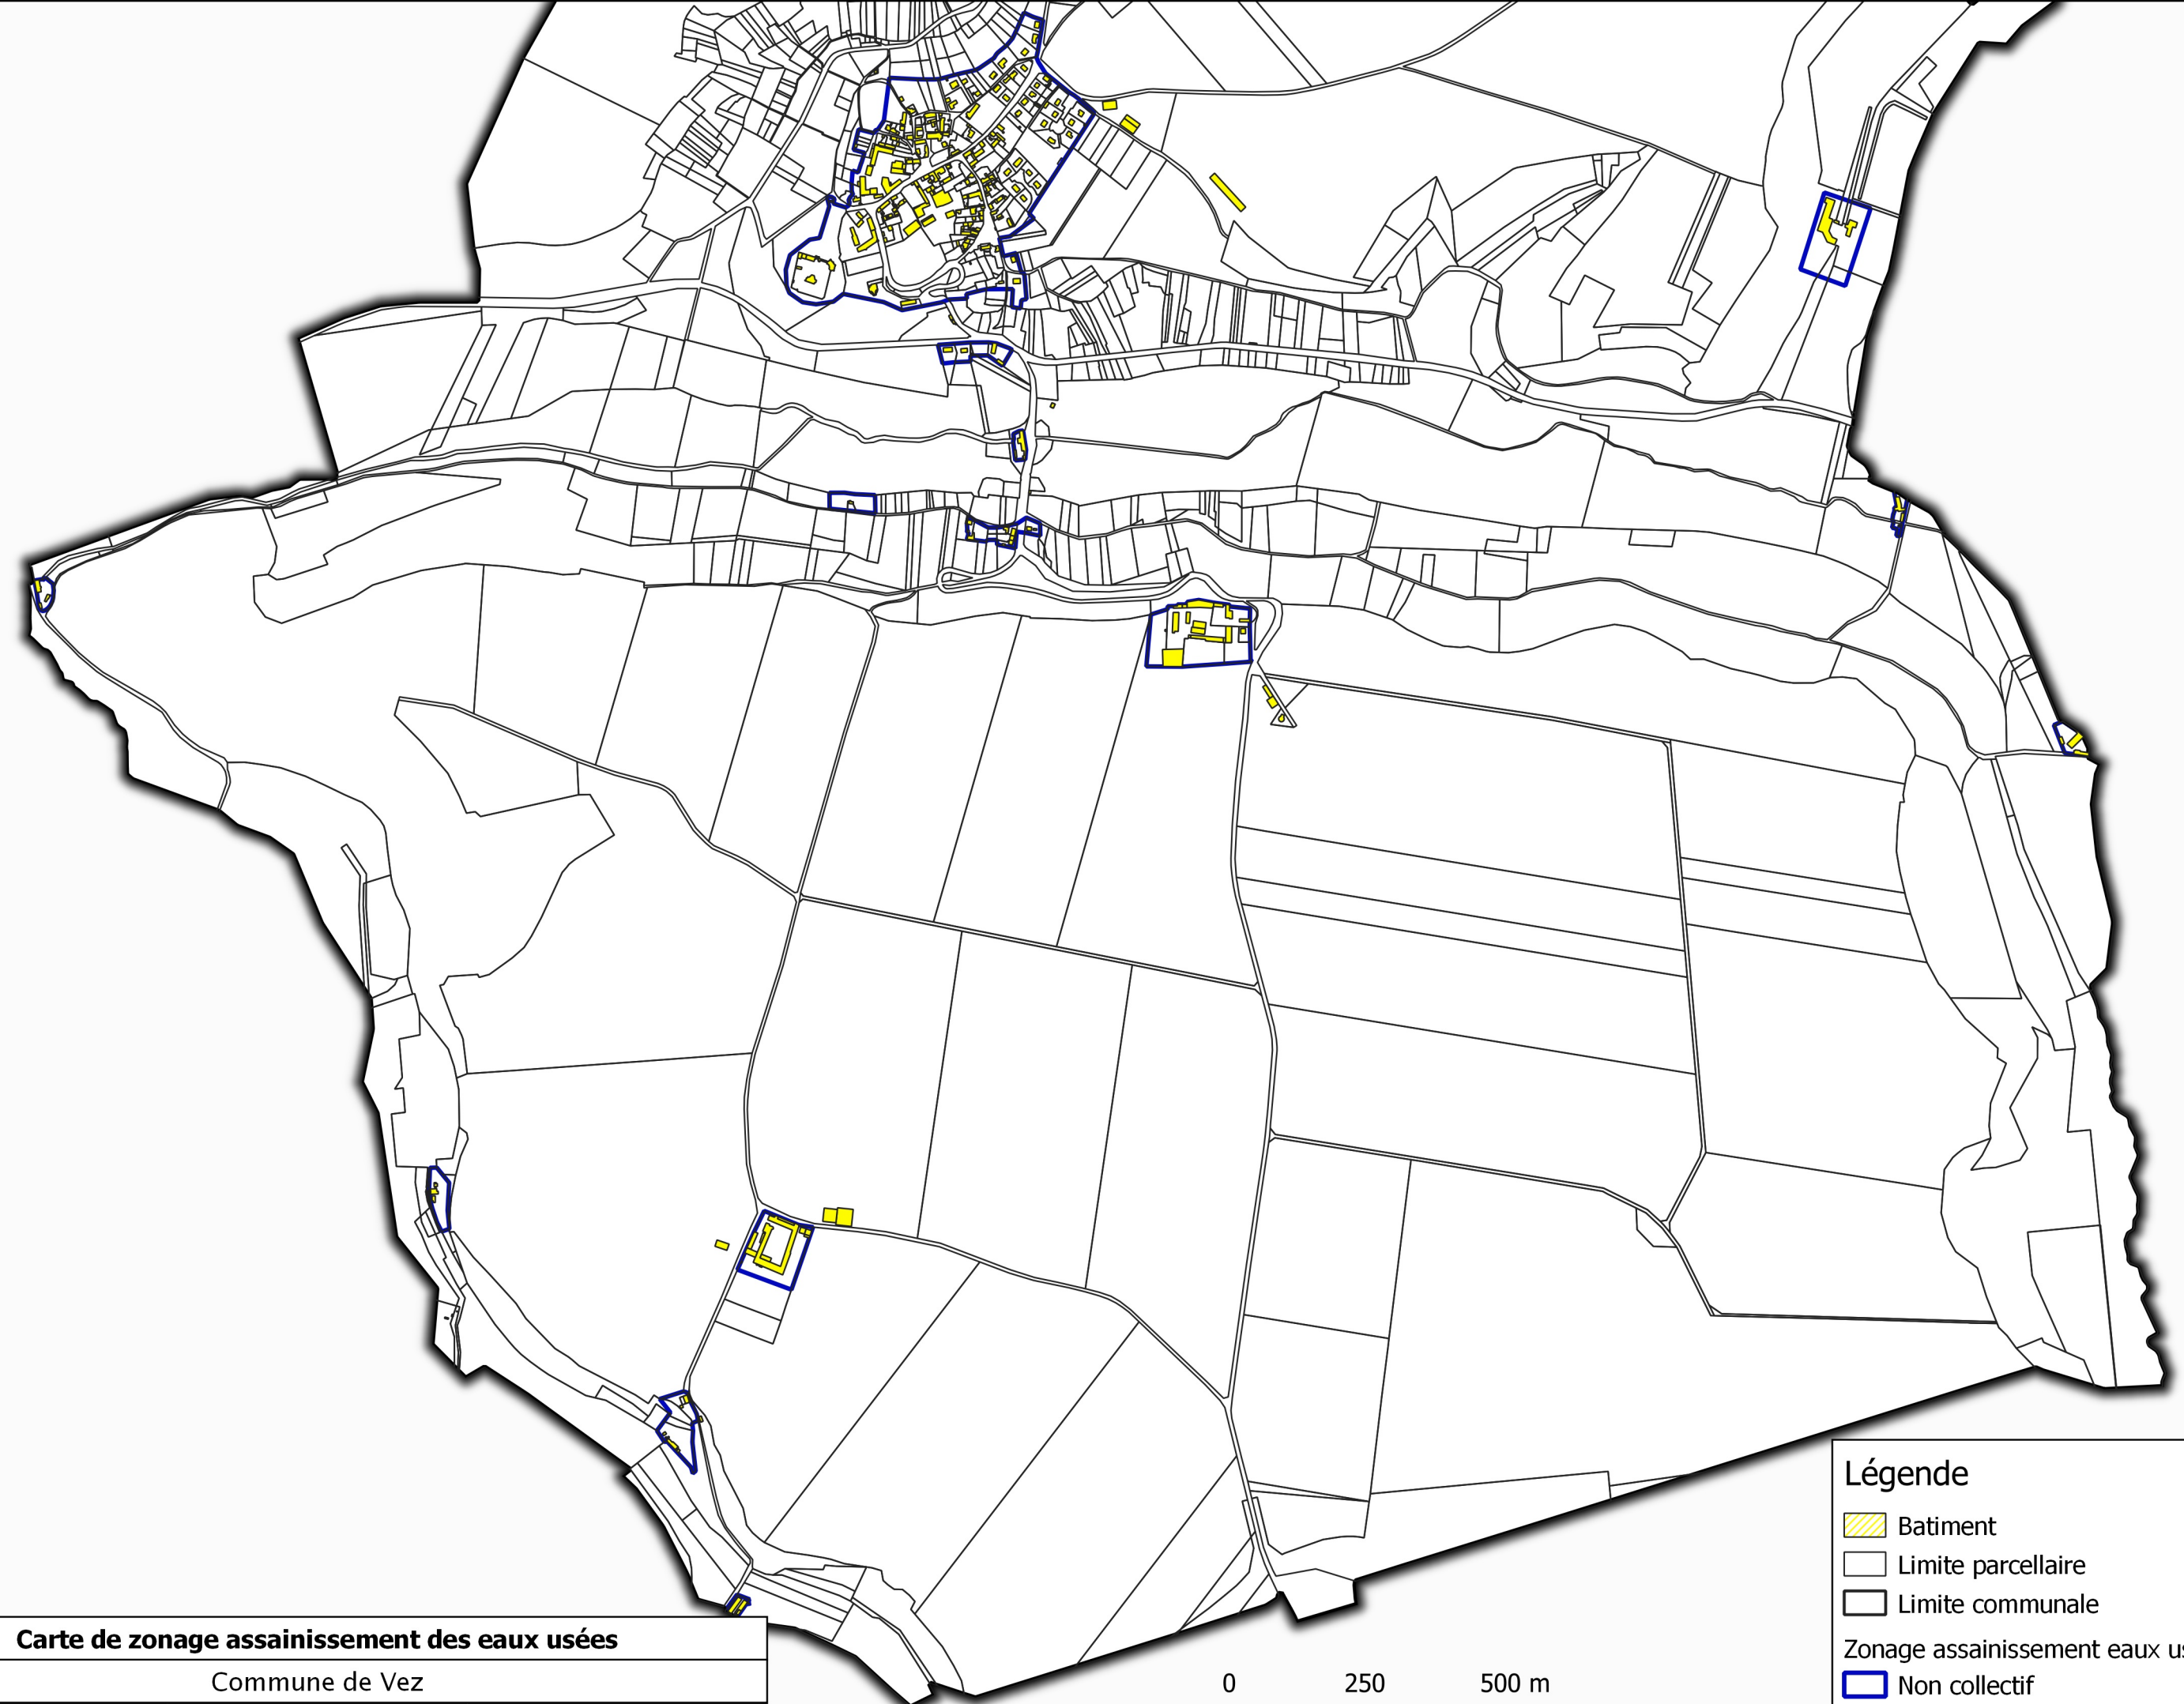 Légende
Batiment
Limite parcellaire
Limite communale
Zonage assainissement eaux us
Non collectif
Carte de zonage assainissement des eaux usées
Commune de Vez
0 250 500 m